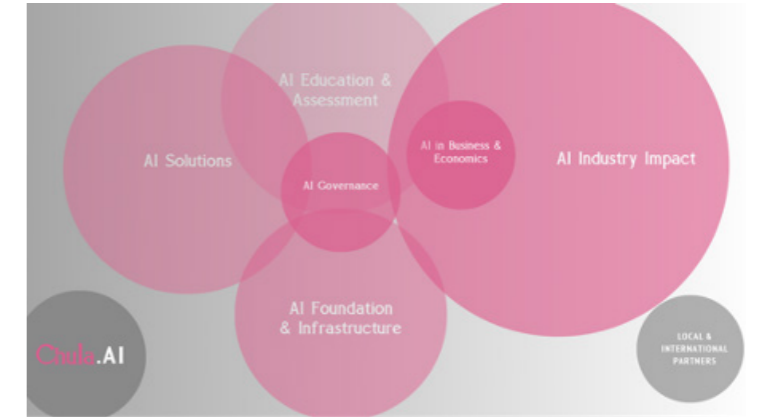 AI Education &
Assessment
AI in Business &
Economics
AI Solutions
AI Industry Impact
AI Governance
AI Foundation
& Infrastructure
LOCAL &
INTERNATIONAL
PARTNERS
.AI